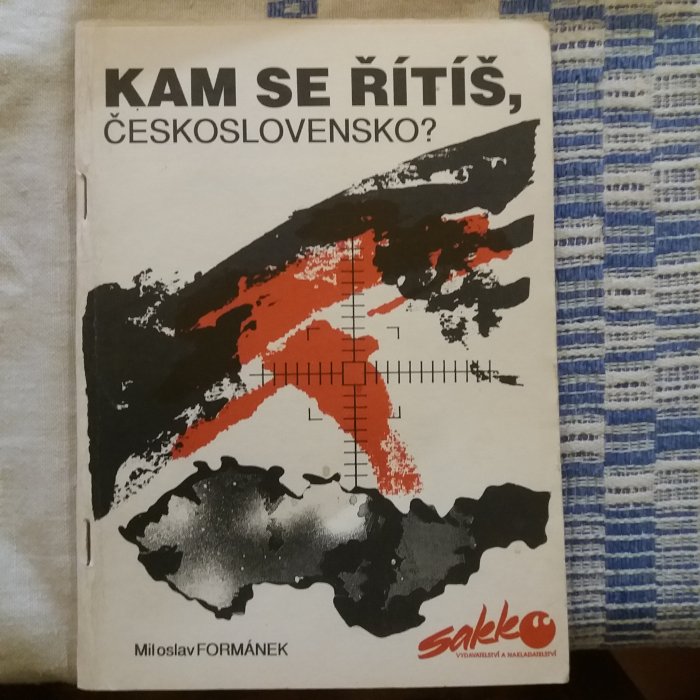 KAM SE ŘÍTÍŠ,
ČESKOSLOVENSKO?
Miloslav FORMÁNEK
sakko
VYDAVATELSTVÍ A NAKLADATELSTVÍ